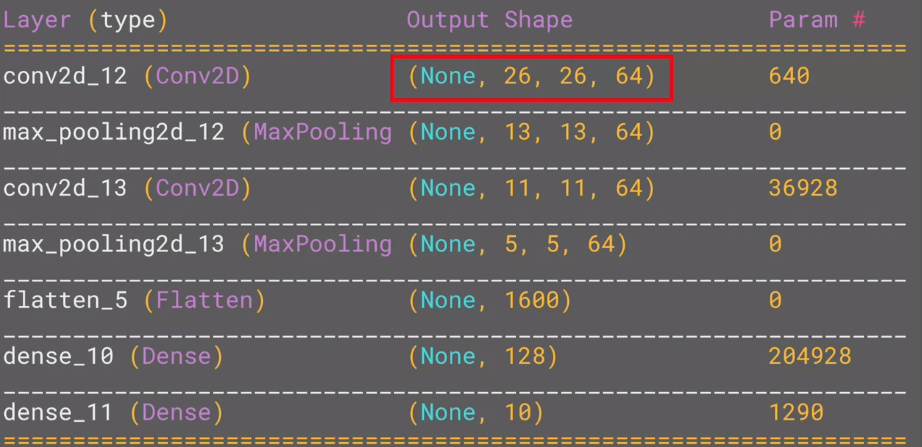 Layer (type) Output Shape Param #
=================================================================
conv2d_12 (Conv2D) (None, 26, 26, 64) 640
_________________________________________________________________
max_pooling2d_12 (MaxPooling (None, 13, 13, 64) 0
_________________________________________________________________
conv2d_13 (Conv2D) (None, 11, 11, 64) 36928
_________________________________________________________________
max_pooling2d_13 (MaxPooling (None, 5, 5, 64) 0
_________________________________________________________________
flatten_5 (Flatten) (None, 1600) 0
_________________________________________________________________
dense_10 (Dense) (None, 128) 204928
_________________________________________________________________
dense_11 (Dense) (None, 10) 1290
=================================================================